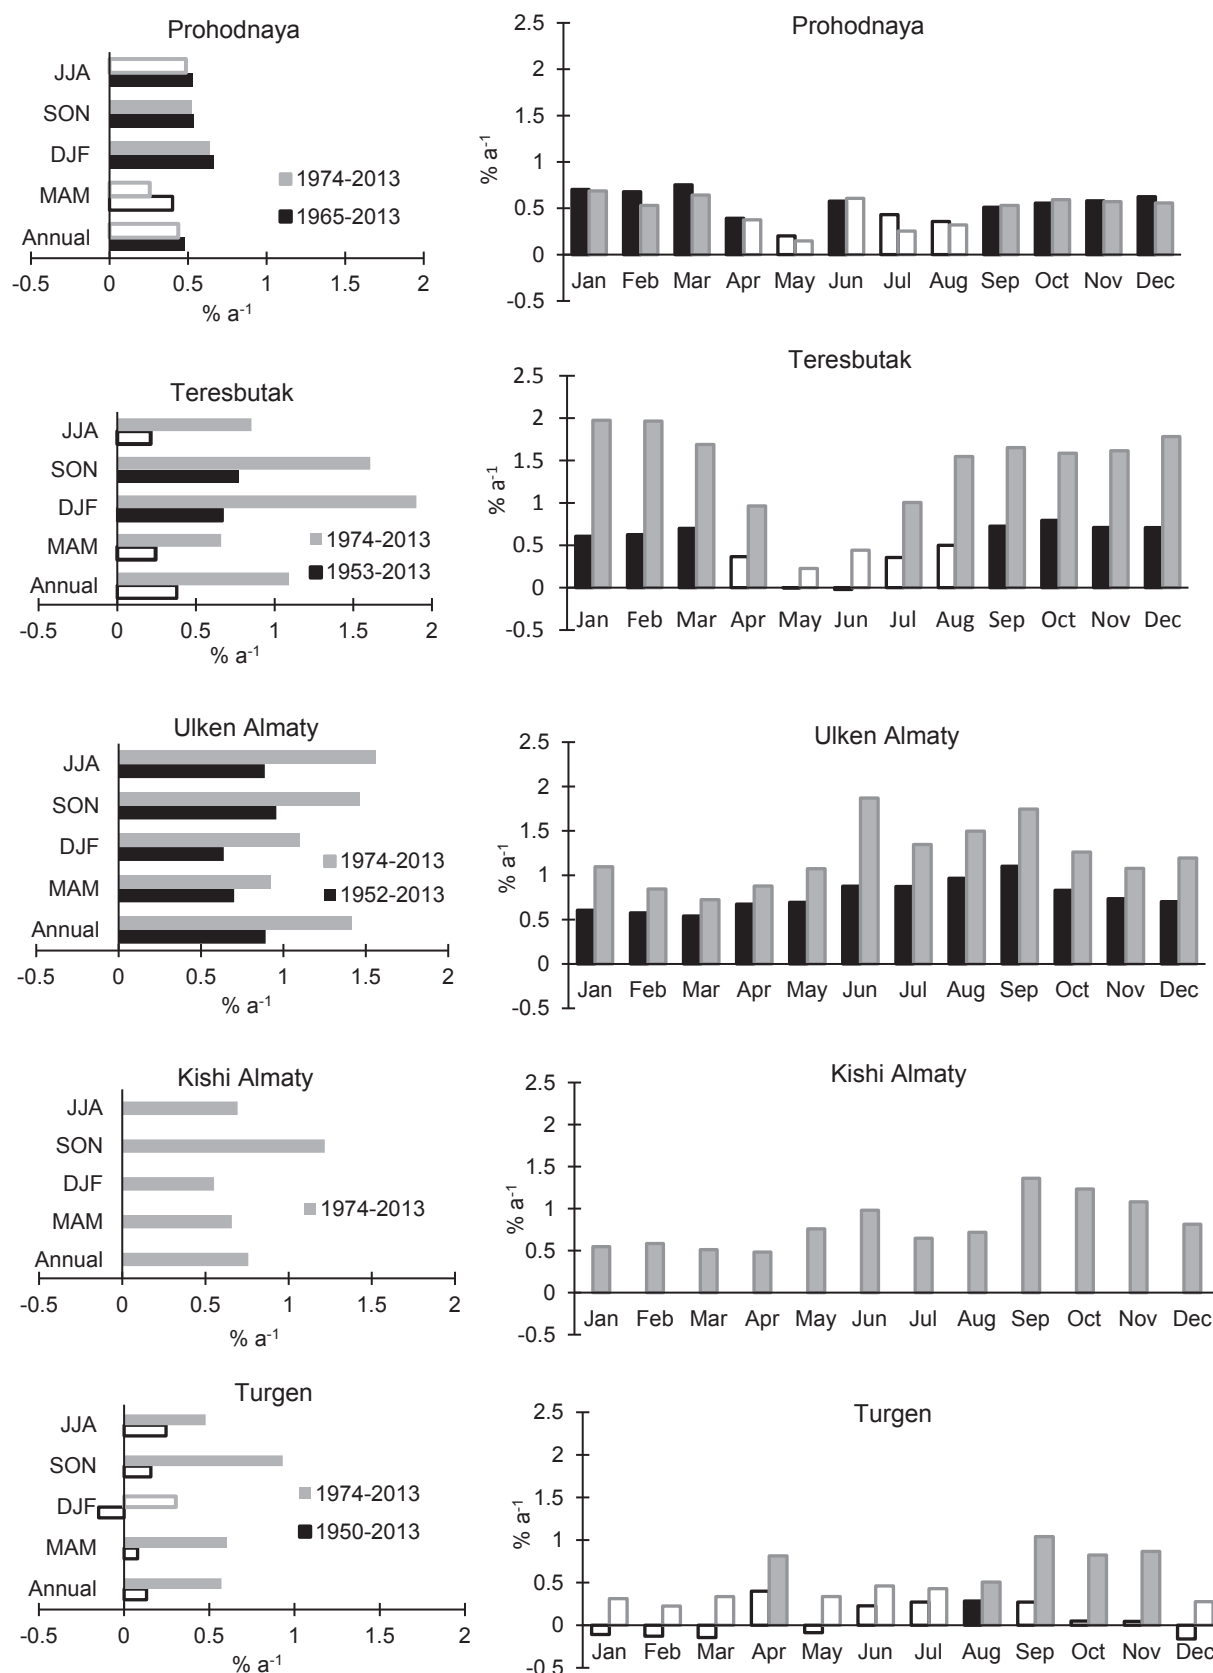 Prohodnaya
JJA
SON
DJF
MAM
Annual
1974-2013
1965-2013
-0.5 0 0.5 1 1.5 2
% a-1
Prohodnaya
2.5
2
1.5
1
0.5
0
-0.5
% a-1
Jan Feb Mar Apr May Jun Jul Aug Sep Oct Nov Dec
Teresbutak
JJA
SON
DJF
MAM
Annual
1974-2013
1953-2013
-0.5 0 0.5 1 1.5 2
% a-1
Teresbutak
2.5
2
1.5
1
0.5
0
-0.5
% a-1
Jan Feb Mar Apr May Jun Jul Aug Sep Oct Nov Dec
Ulken Almaty
JJA
SON
DJF
MAM
Annual
1974-2013
1952-2013
-0.5 0 0.5 1 1.5 2
% a-1
Ulken Almaty
2.5
2
1.5
1
0.5
0
-0.5
% a-1
Jan Feb Mar Apr May Jun Jul Aug Sep Oct Nov Dec
Kishi Almaty
JJA
SON
DJF
MAM
Annual
1974-2013
-0.5 0 0.5 1 1.5 2
% a-1
Kishi Almaty
2.5
2
1.5
1
0.5
0
-0.5
% a-1
Jan Feb Mar Apr May Jun Jul Aug Sep Oct Nov Dec
Turgen
JJA
SON
DJF
MAM
Annual
1974-2013
1950-2013
-0.5 0 0.5 1 1.5 2
% a-1
Turgen
2.5
2
1.5
1
0.5
0
-0.5
% a-1
Jan Feb Mar Apr May Jun Jul Aug Sep Oct Nov Dec